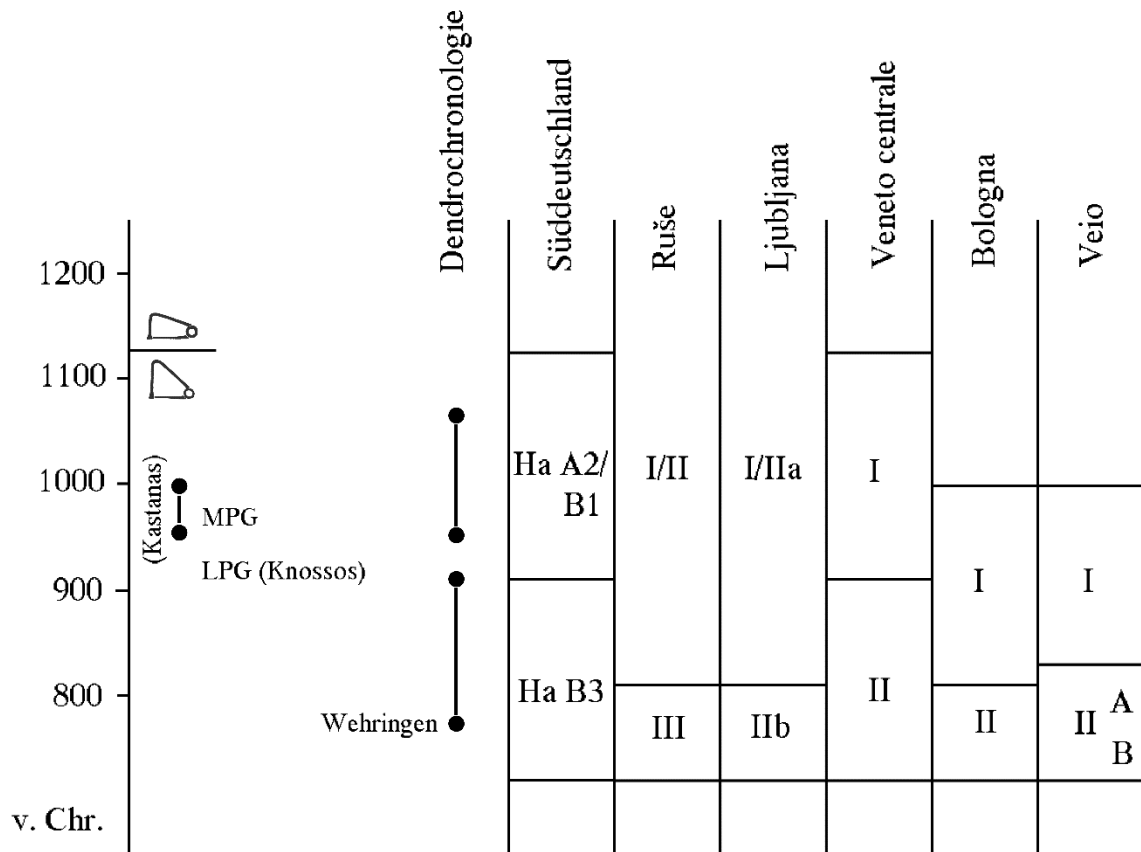 Dendrochronologie
Süddeutschland
Ruše
Ljubljana
Veneto centrale
Bologna
Veio
1200
1100
1000
900
800
v. Chr.
(Kastanas)
MPG
LPG (Knossos)
Wehringen
Ha A2/
B1
Ha B3
I/II
III
I/IIa
IIb
I
II
I
II
I
II A
B